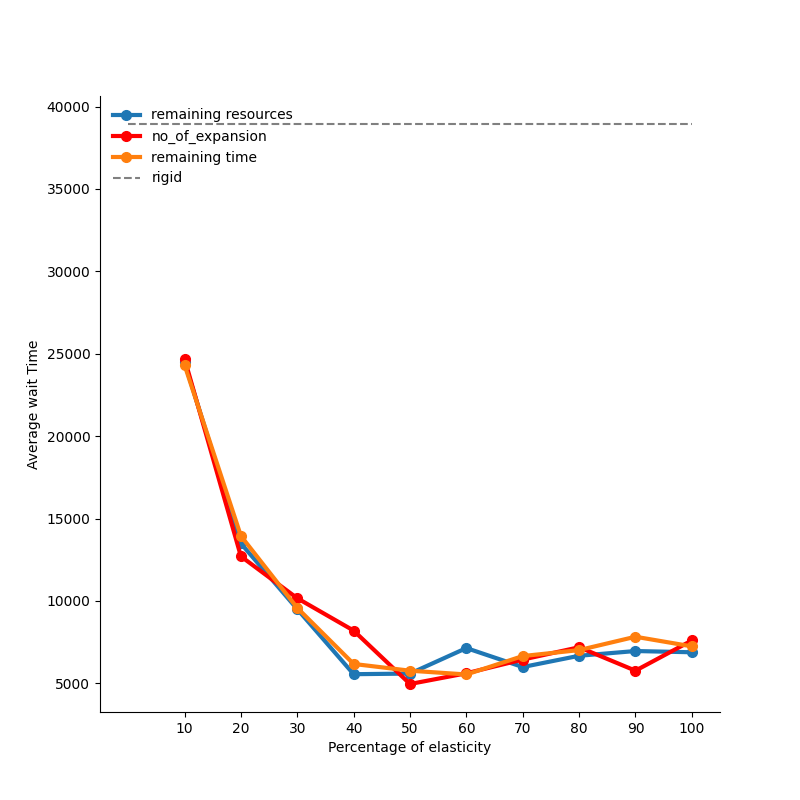 40000
35000
30000
25000
20000
15000
10000
5000
Average wait Time
remaining resources
no_of_expansion
remaining time
rigid
10 20 30 40 50 60 70 80 90 100
Percentage of elasticity